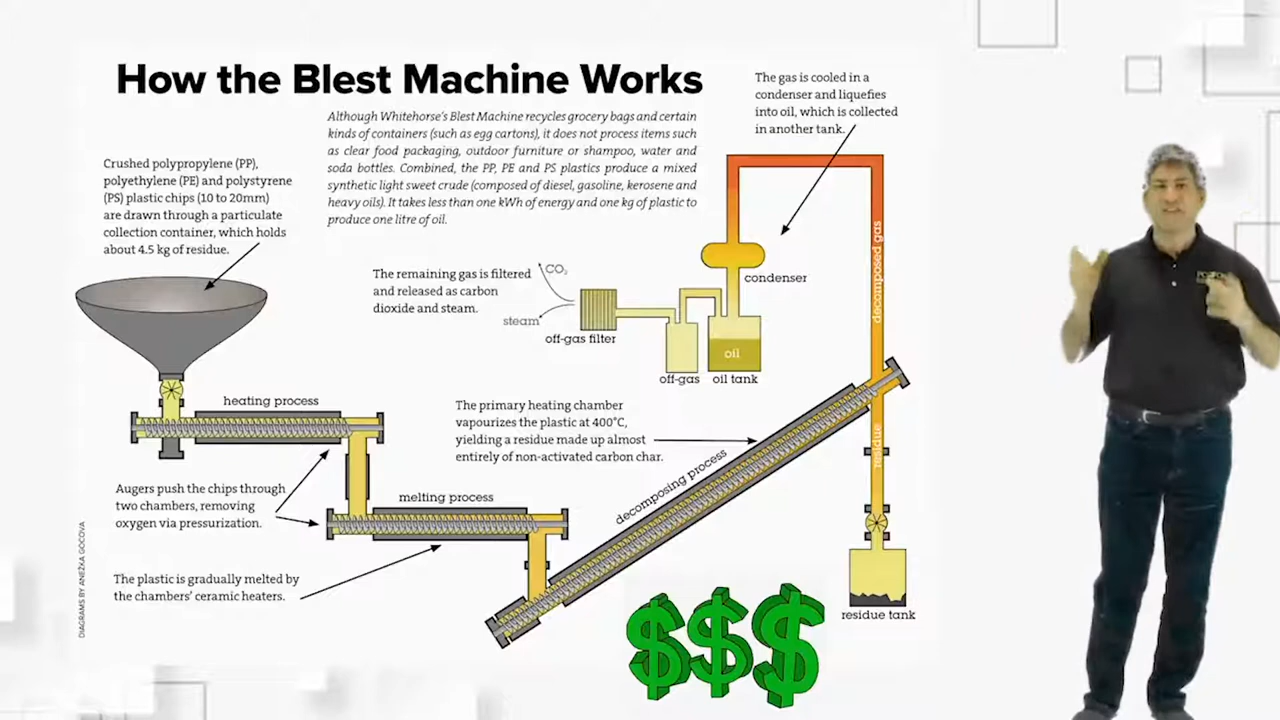 How the Blest Machine Works
Although Whitehorse's Blest Machine recycles grocery bags and certain
kinds of containers (such as egg cartons), it does not process items such
as clear food packaging, outdoor furniture or shampoo, water and
soda bottles. Combined, the PP, PE and PS plastics produce a mixed
synthetic light sweet crude (composed of diesel, gasoline, kerosene and
heavy oils). It takes less than one kWh of energy and one kg of plastic to
produce one litre of oil.
The gas is cooled in a
condenser and liquefies
into oil, which is collected
in another tank.
Crushed polypropylene (PP),
polyethylene (PE) and polystyrene
(PS) plastic chips (10 to 20mm)
are drawn through a particulate
collection container, which holds
about 4.5 kg of residue.
The remaining gas is filtered
and released as carbon
dioxide and steam.
CO₂
steam
off-gas filter
condenser
decomposed gas
oil
off-gas
oil tank
heating process
The primary heating chamber
vapourizes the plastic at 400°C,
yielding a residue made up almost
entirely of non-activated carbon char.
decomposing process
residue
Augers push the chips through
two chambers, removing
oxygen via pressurization.
melting process
The plastic is gradually melted by
the chambers' ceramic heaters.
residue tank
DIAGRAMS BY ANEŽKA GOCOVA
$$$